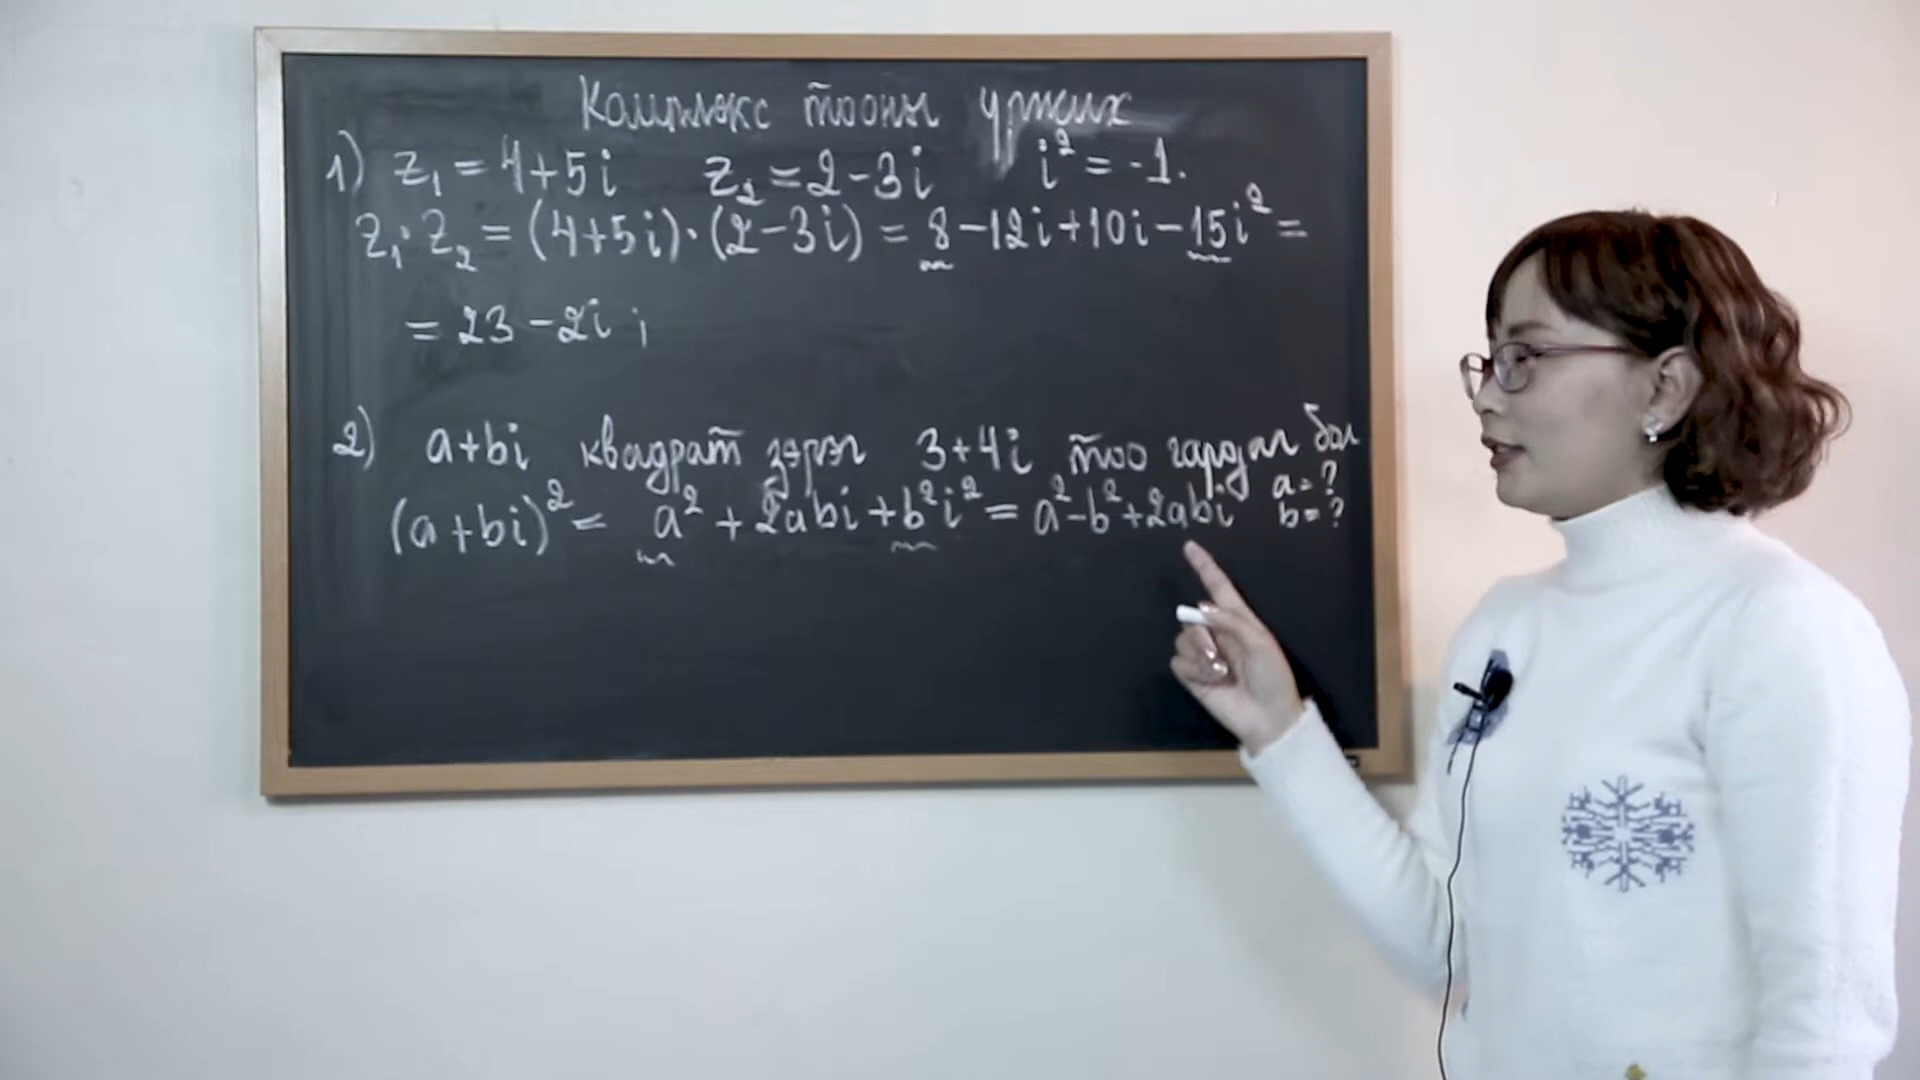 Комплекс тооны үржих
1) z₁ = 4+5i z₂ = 2-3i i² = -1.
z₁·z₂ = (4+5i)·(2-3i) = 8-12i+10i-15i² =
= 23-2i ;
2) a+bi квадрат зэрэг 3+4i тоо гардаг бол
a=?
(a+bi)² = a² + 2abi + b²i² = a²-b²+2abi b=?